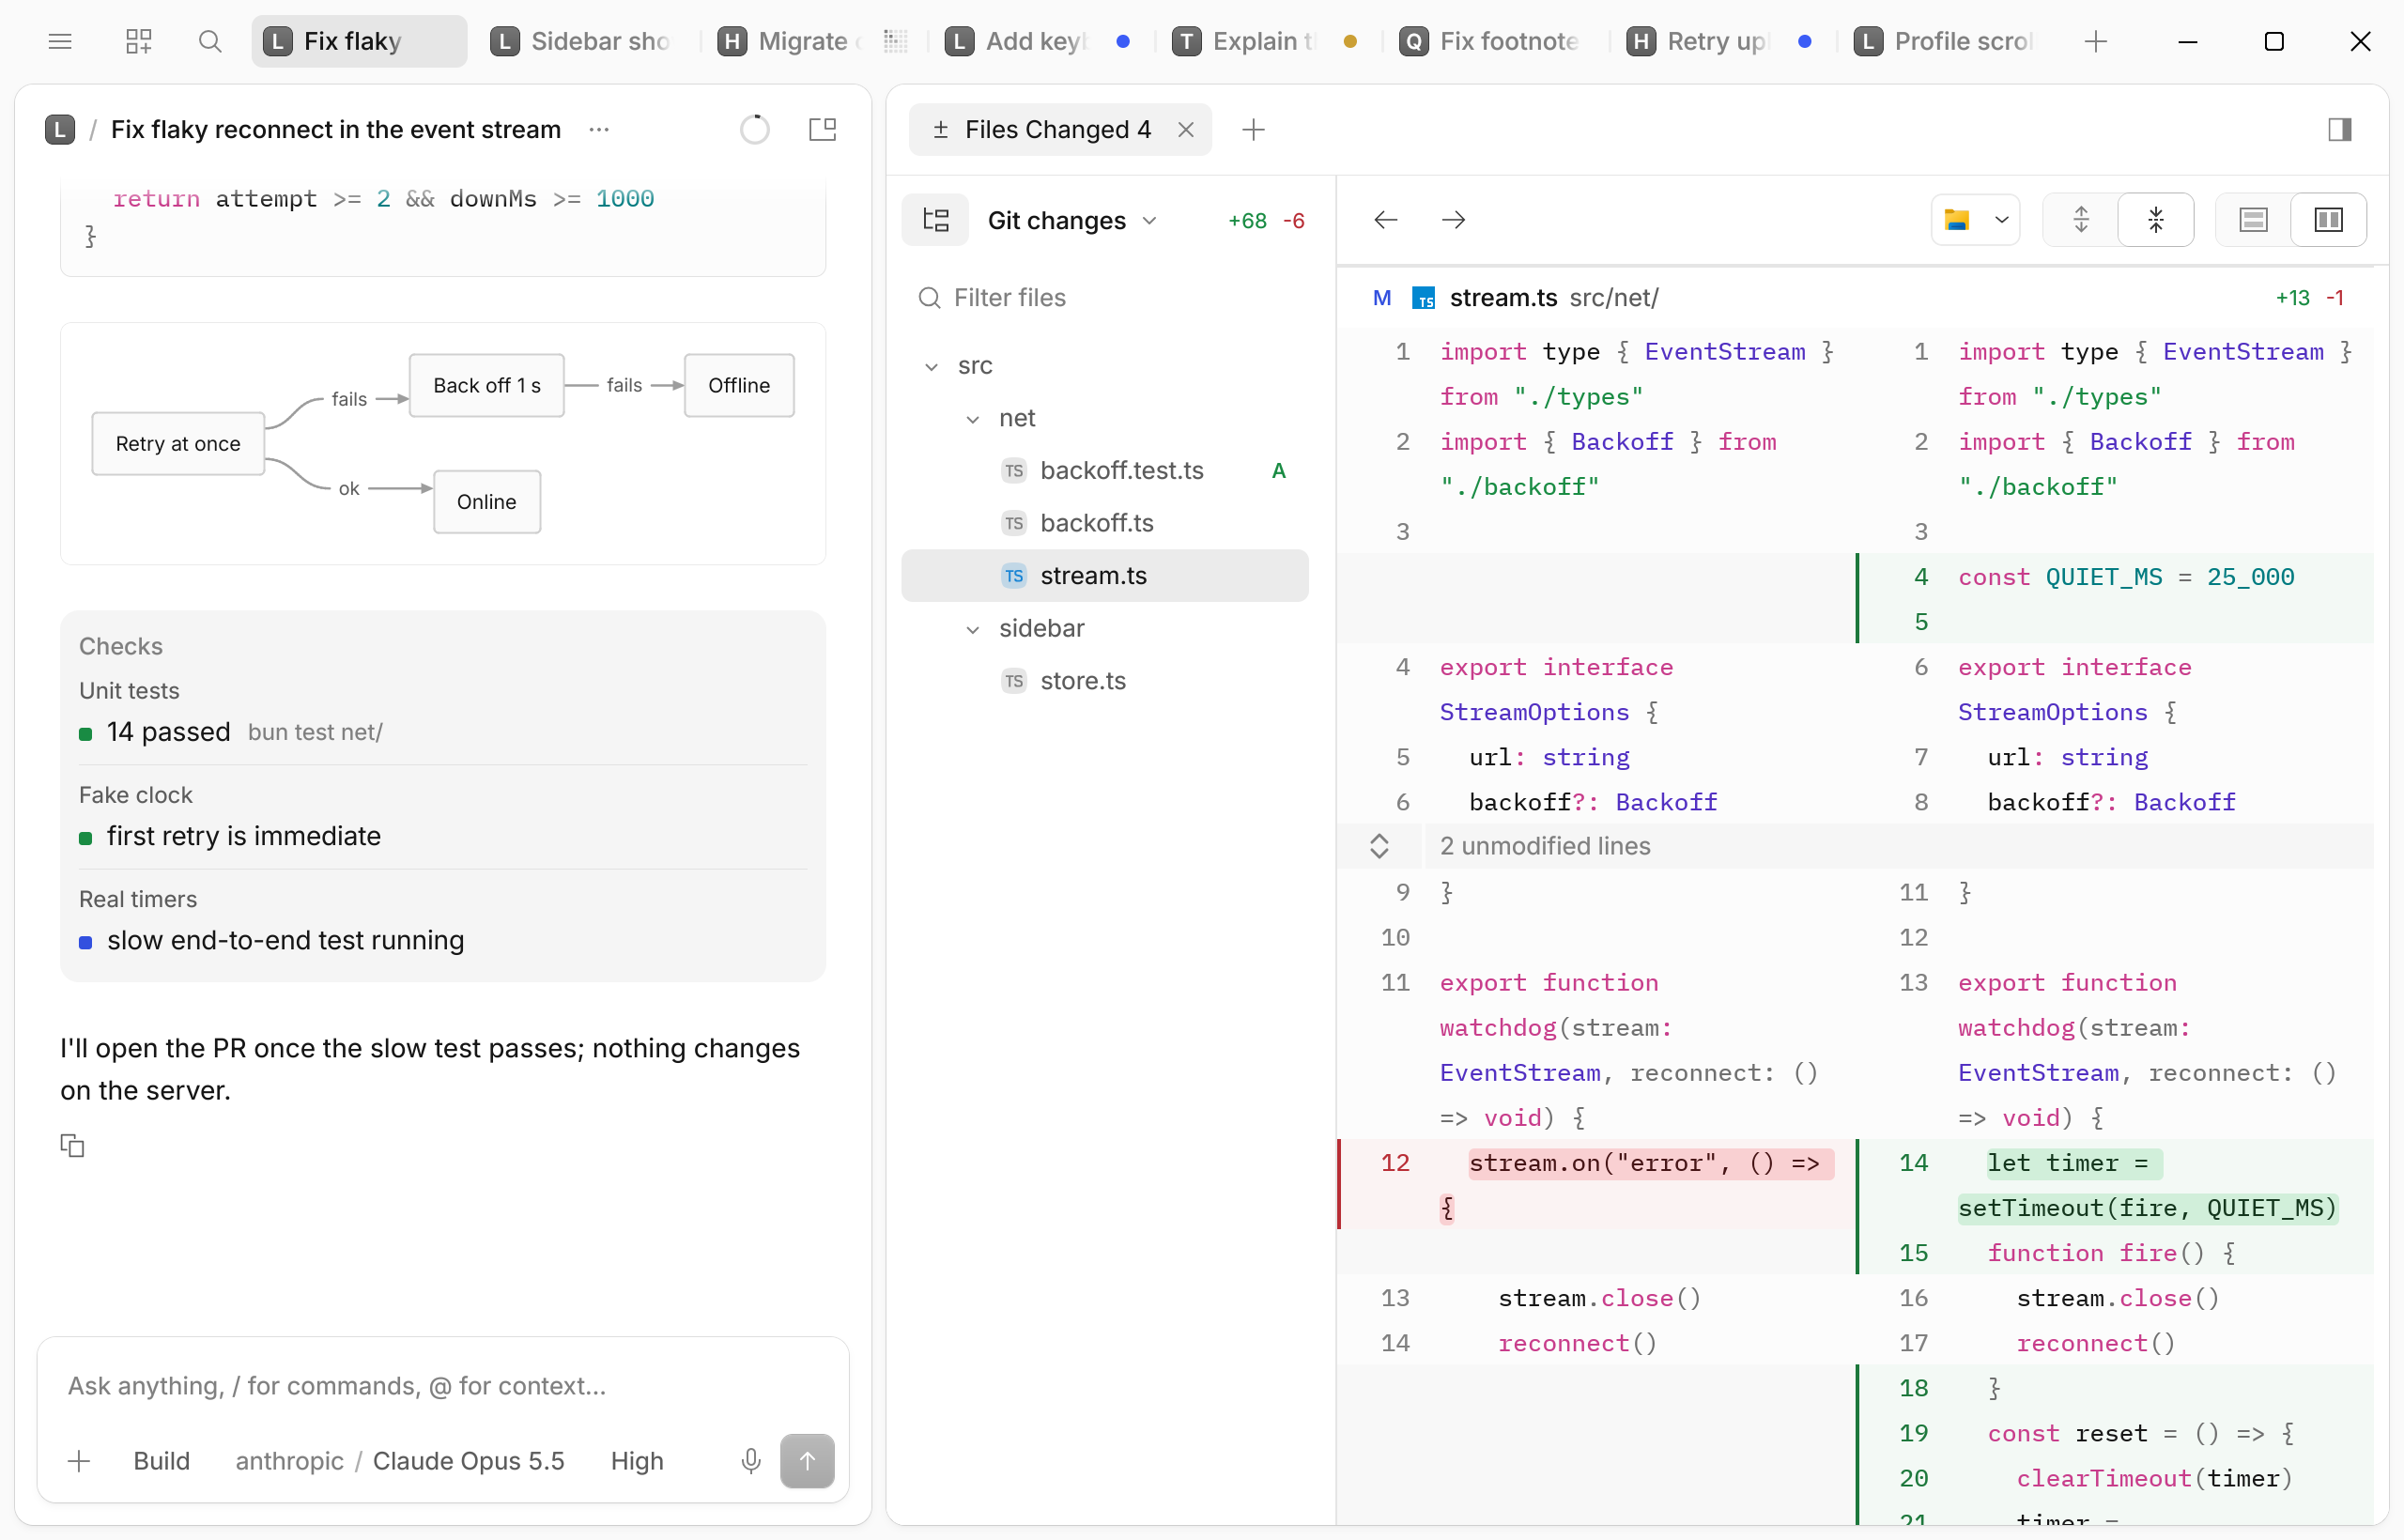 L Fix flaky
L Sidebar sho
H Migrate
L Add keyb
T Explain t
Q Fix footnote
H Retry up
L Profile scrol
L / Fix flaky reconnect in the event stream
return attempt >= 2 && downMs >= 1000
}
Retry at once
fails
Back off 1 s
fails
Offline
ok
Online
Checks
Unit tests
14 passed bun test net/
Fake clock
first retry is immediate
Real timers
slow end-to-end test running
I'll open the PR once the slow test passes; nothing changes
on the server.
Ask anything, / for commands, @ for context...
Build anthropic / Claude Opus 5.5 High
± Files Changed 4
Git changes +68 -6
Filter files
src
net
TS backoff.test.ts A
TS backoff.ts
TS stream.ts
sidebar
TS store.ts
M TS stream.ts src/net/ +13 -1
1 import type { EventStream }
from "./types"
2 import { Backoff } from
"./backoff"
3
4 export interface
StreamOptions {
5 url: string
6 backoff?: Backoff
2 unmodified lines
9 }
10
11 export function
watchdog(stream:
EventStream, reconnect: ()
=> void) {
12 stream.on("error", () =>
{
13 stream.close()
14 reconnect()
1 import type { EventStream }
from "./types"
2 import { Backoff } from
"./backoff"
3
4 const QUIET_MS = 25_000
5
6 export interface
StreamOptions {
7 url: string
8 backoff?: Backoff
11 }
12
13 export function
watchdog(stream:
EventStream, reconnect: ()
=> void) {
14 let timer =
setTimeout(fire, QUIET_MS)
15 function fire() {
16 stream.close()
17 reconnect()
18 }
19 const reset = () => {
20 clearTimeout(timer)
21 timer =